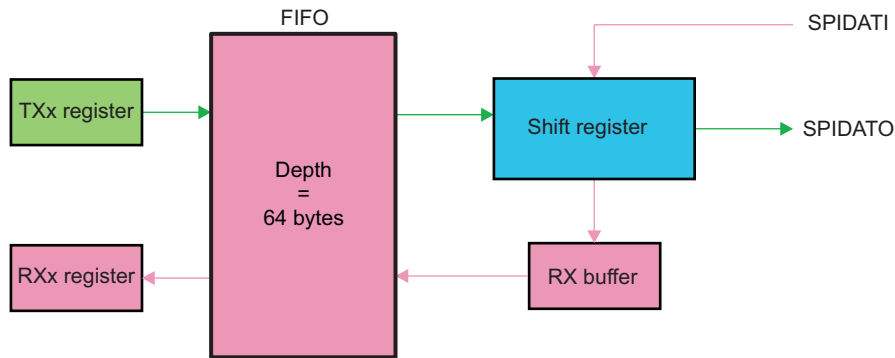 FIFO
SPIDATI
TXx register
Shift register
SPIDATO
Depth
=
64 bytes
RXx register
RX buffer